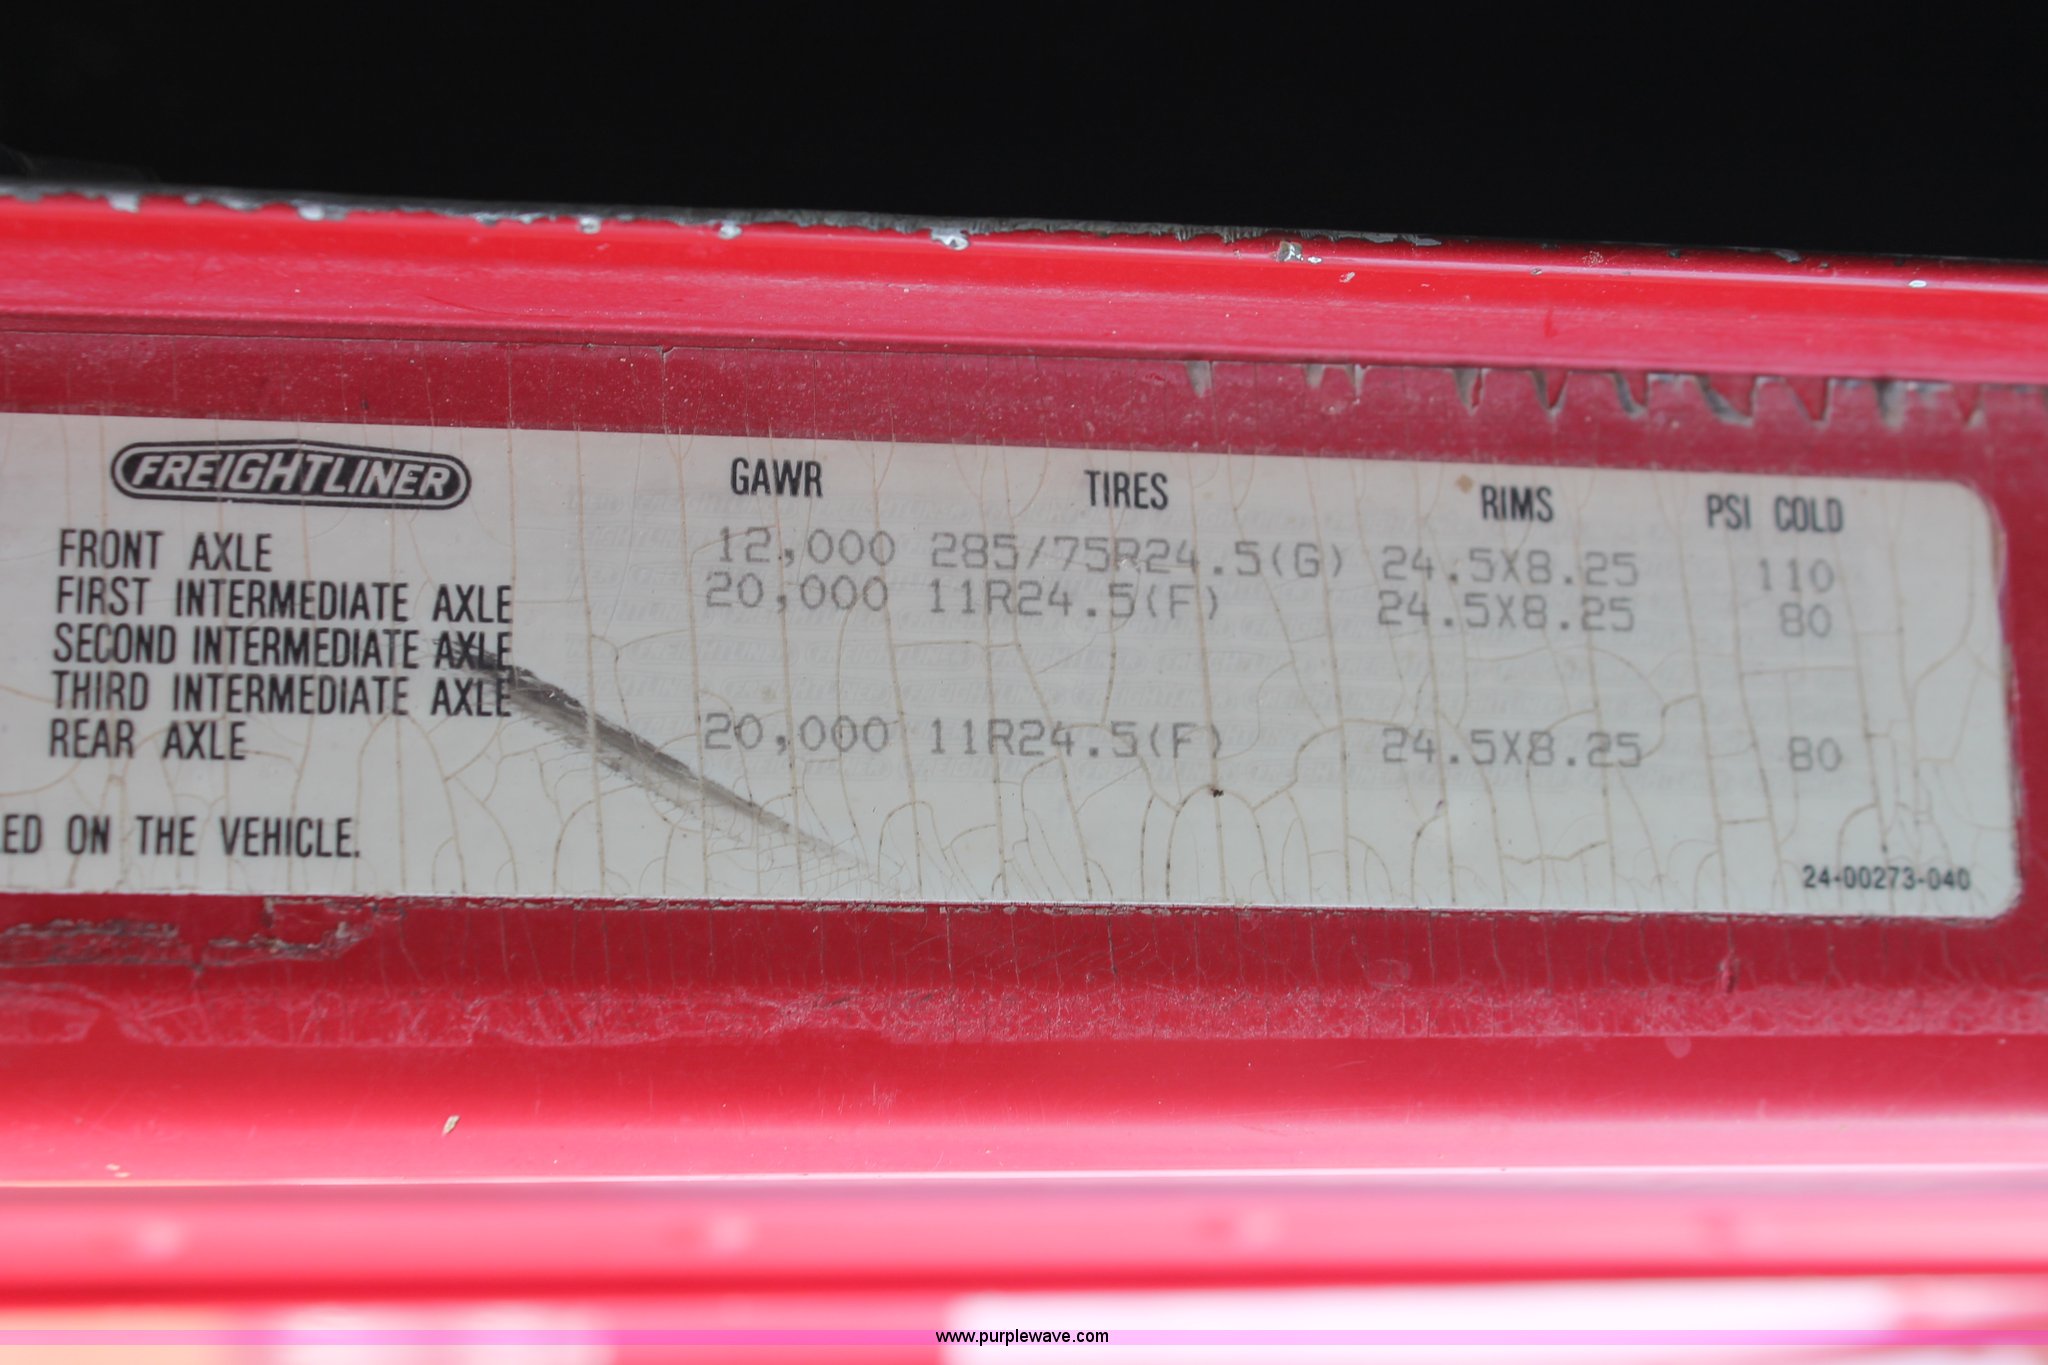 FREIGHTLINER GAWR TIRES RIMS PSI COLD
FRONT AXLE 12,000 285/75R24.5(G) 24.5X8.25 110
FIRST INTERMEDIATE AXLE 20,000 11R24.5(F) 24.5X8.25 80
SECOND INTERMEDIATE AXLE
THIRD INTERMEDIATE AXLE
REAR AXLE 20,000 11R24.5(F) 24.5X8.25 80
ED ON THE VEHICLE.
24-00273-040
www.purplewave.com